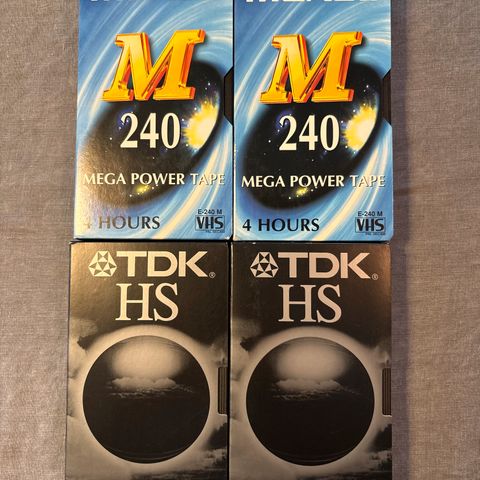 M
240
MEGA POWER TAPE
4 HOURS
E-240 M
VHS
M
240
MEGA POWER TAPE
4 HOURS
E-240 M
VHS
TDK®
HS
TDK®
HS